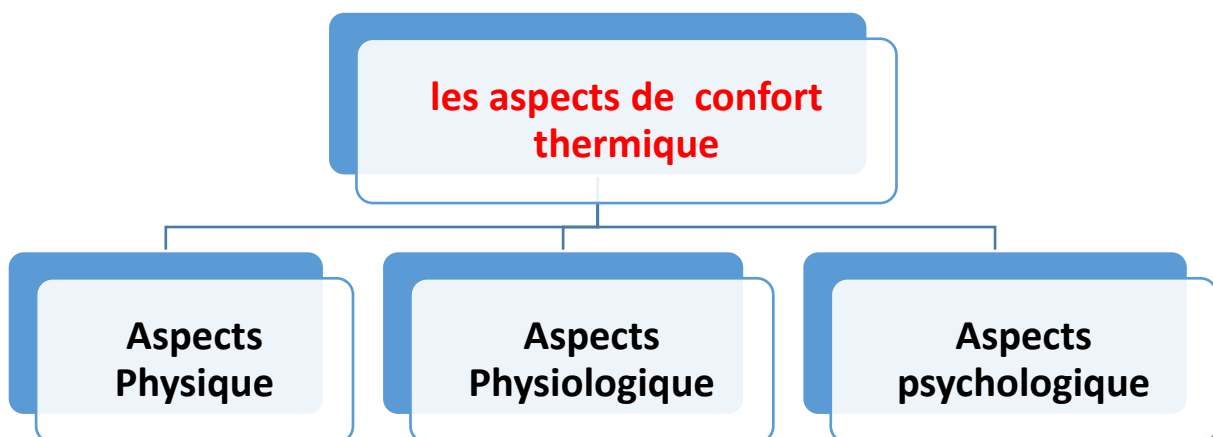 les aspects de  confort
thermique
Aspects
Physique
Aspects
Physiologique
Aspects
psychologique